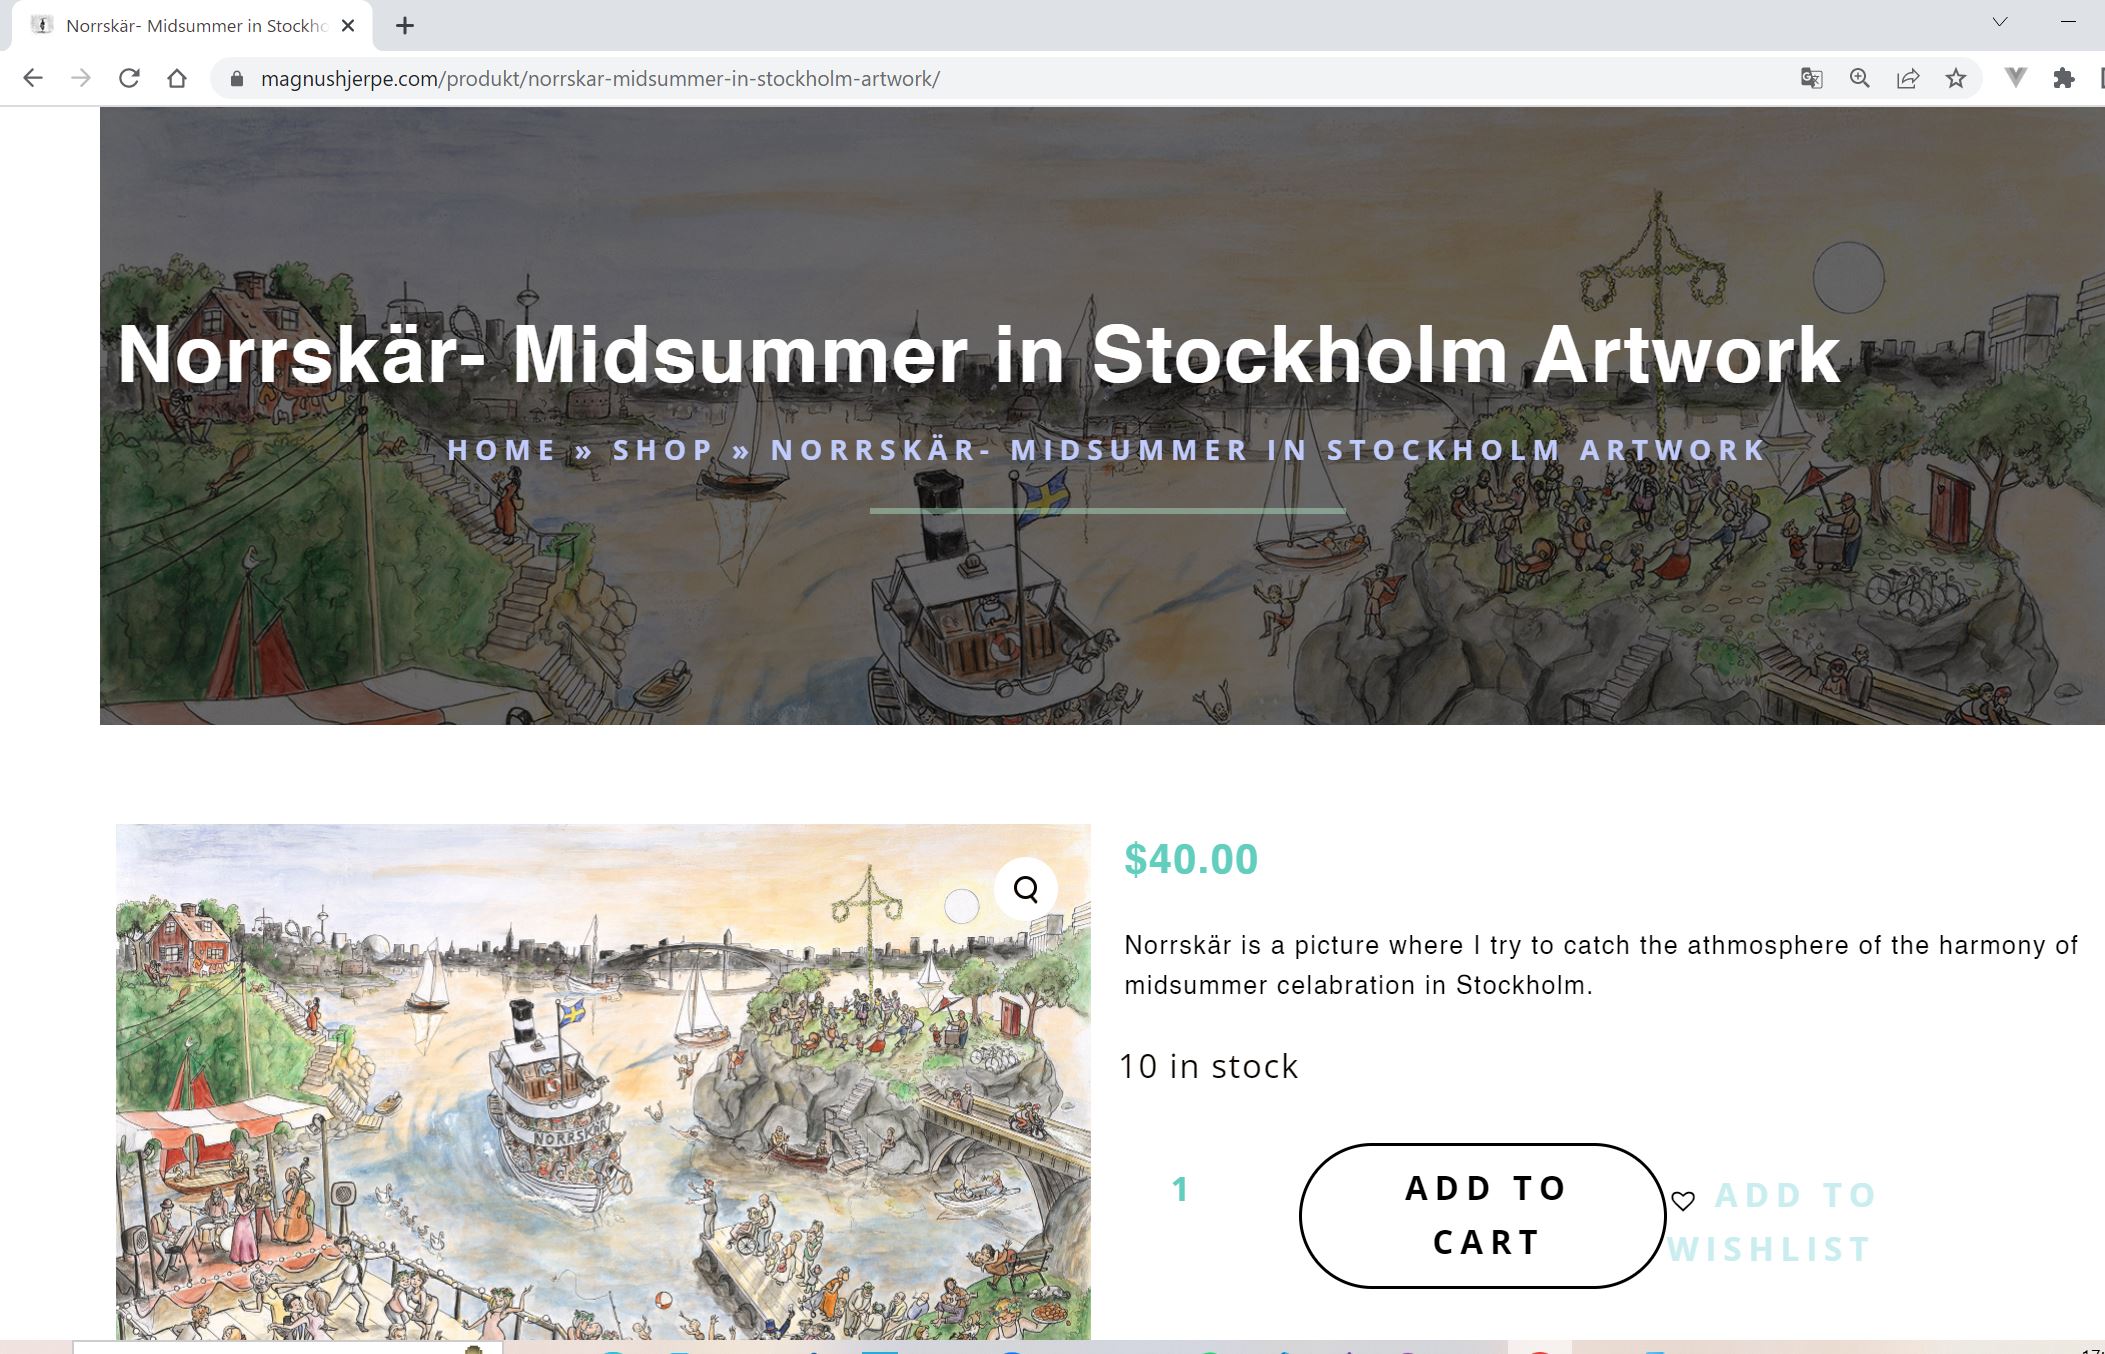 Norrskär- Midsummer in Stockho
magnushjerpe.com/produkt/norrskar-midsummer-in-stockholm-artwork/
Norrskär- Midsummer in Stockholm Artwork
HOME » SHOP » NORRSKÄR- MIDSUMMER IN STOCKHOLM ARTWORK
$40.00
Norrskär is a picture where I try to catch the athmosphere of the harmony of
midsummer celabration in Stockholm.
10 in stock
NORRSKÄR
1
ADD TO
CART
ADD TO
WISHLIST